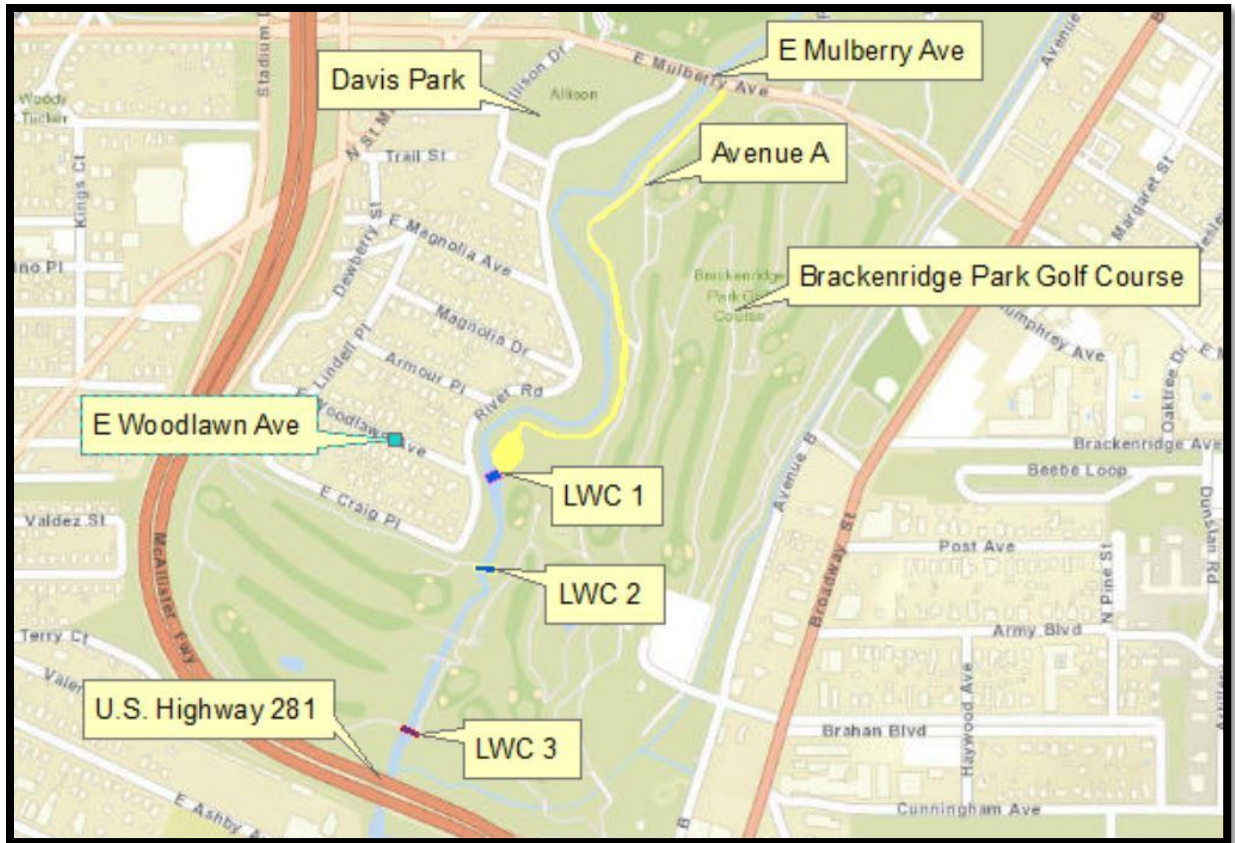 E Mulberry Ave
Davis Park
E Mulberry Ave
Allison
Woody
Tucker
Trail St
Avenue A
Kings Ct
Dewberry St
E Magnolia Ave
Margaret St
Brackenridge Park Golf Course
Brackenridge
Park Golf
Course
Magnolia Dr
Humphrey Ave
Lindell Pl
Armour Pl
River Rd
Oaktree Dr
E Woodlawn Ave
Woodlawn Ave
Avenue B
Brackenridge Ave
Beebe Loop
LWC 1
E Craig Pl
Valdez St
McAllister Fwy
Broadway St
Post Ave
N Pine St
Dunstan Rd
LWC 2
Terry Ct
Army Blvd
U.S. Highway 281
LWC 3
Brahan Blvd
Haywood Ave
E Ashby
Cunningham Ave
B